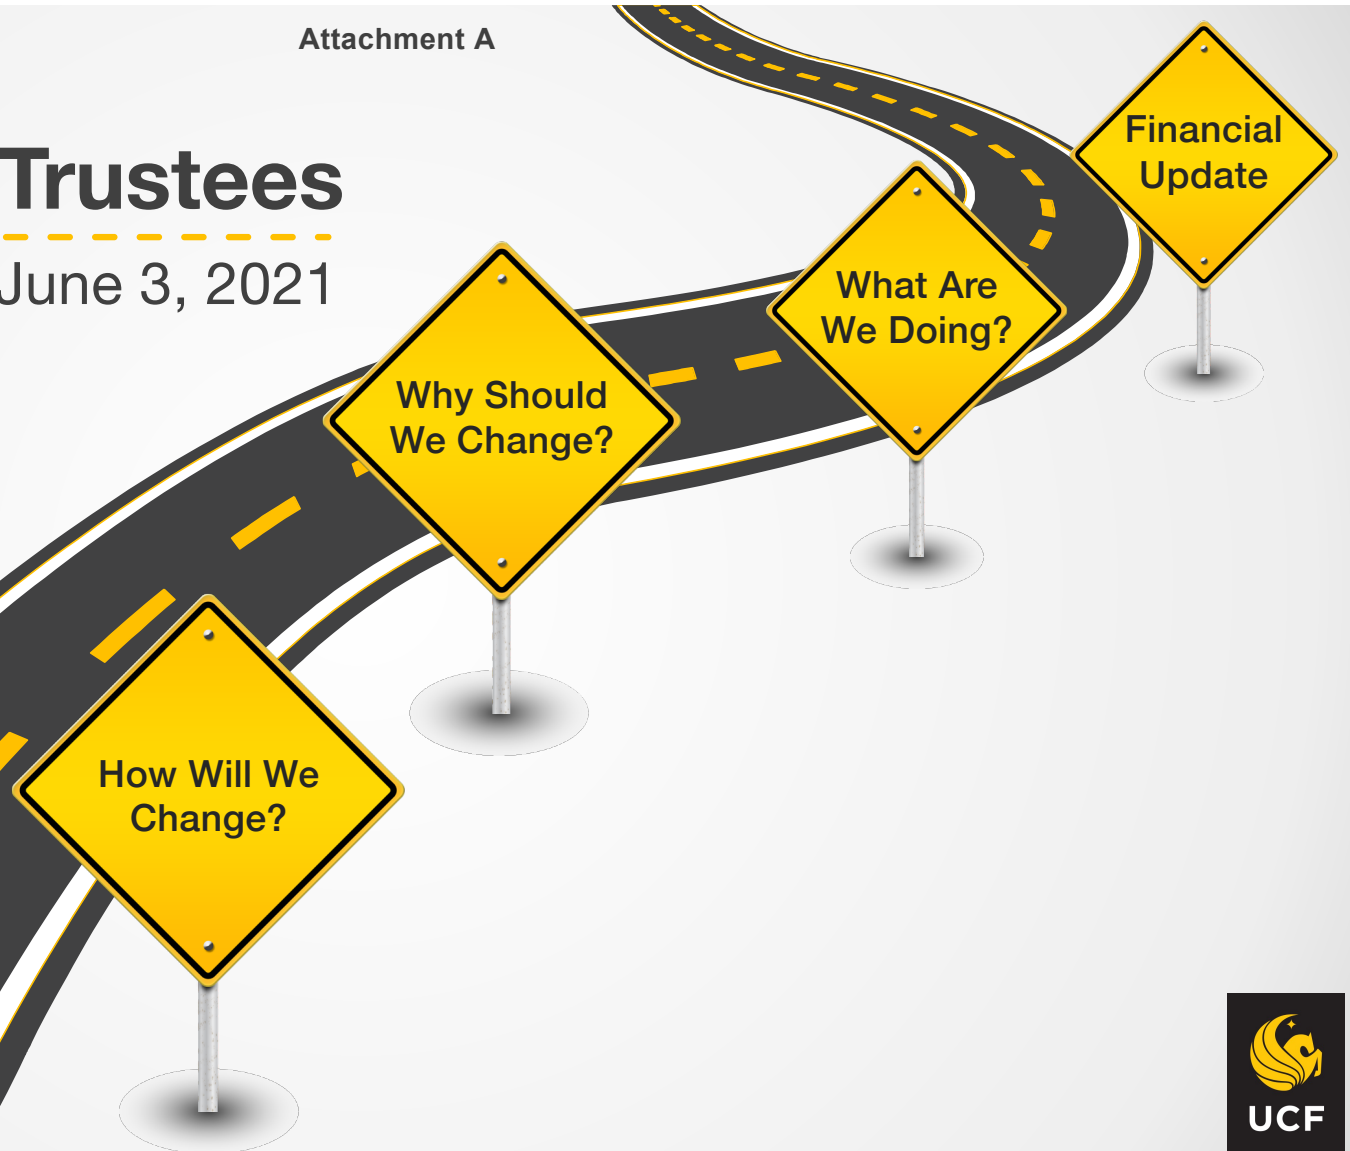 Attachment A
Trustees
June 3, 2021
Financial
Update
What Are
We Doing?
Why Should
We Change?
How Will We
Change?
UCF